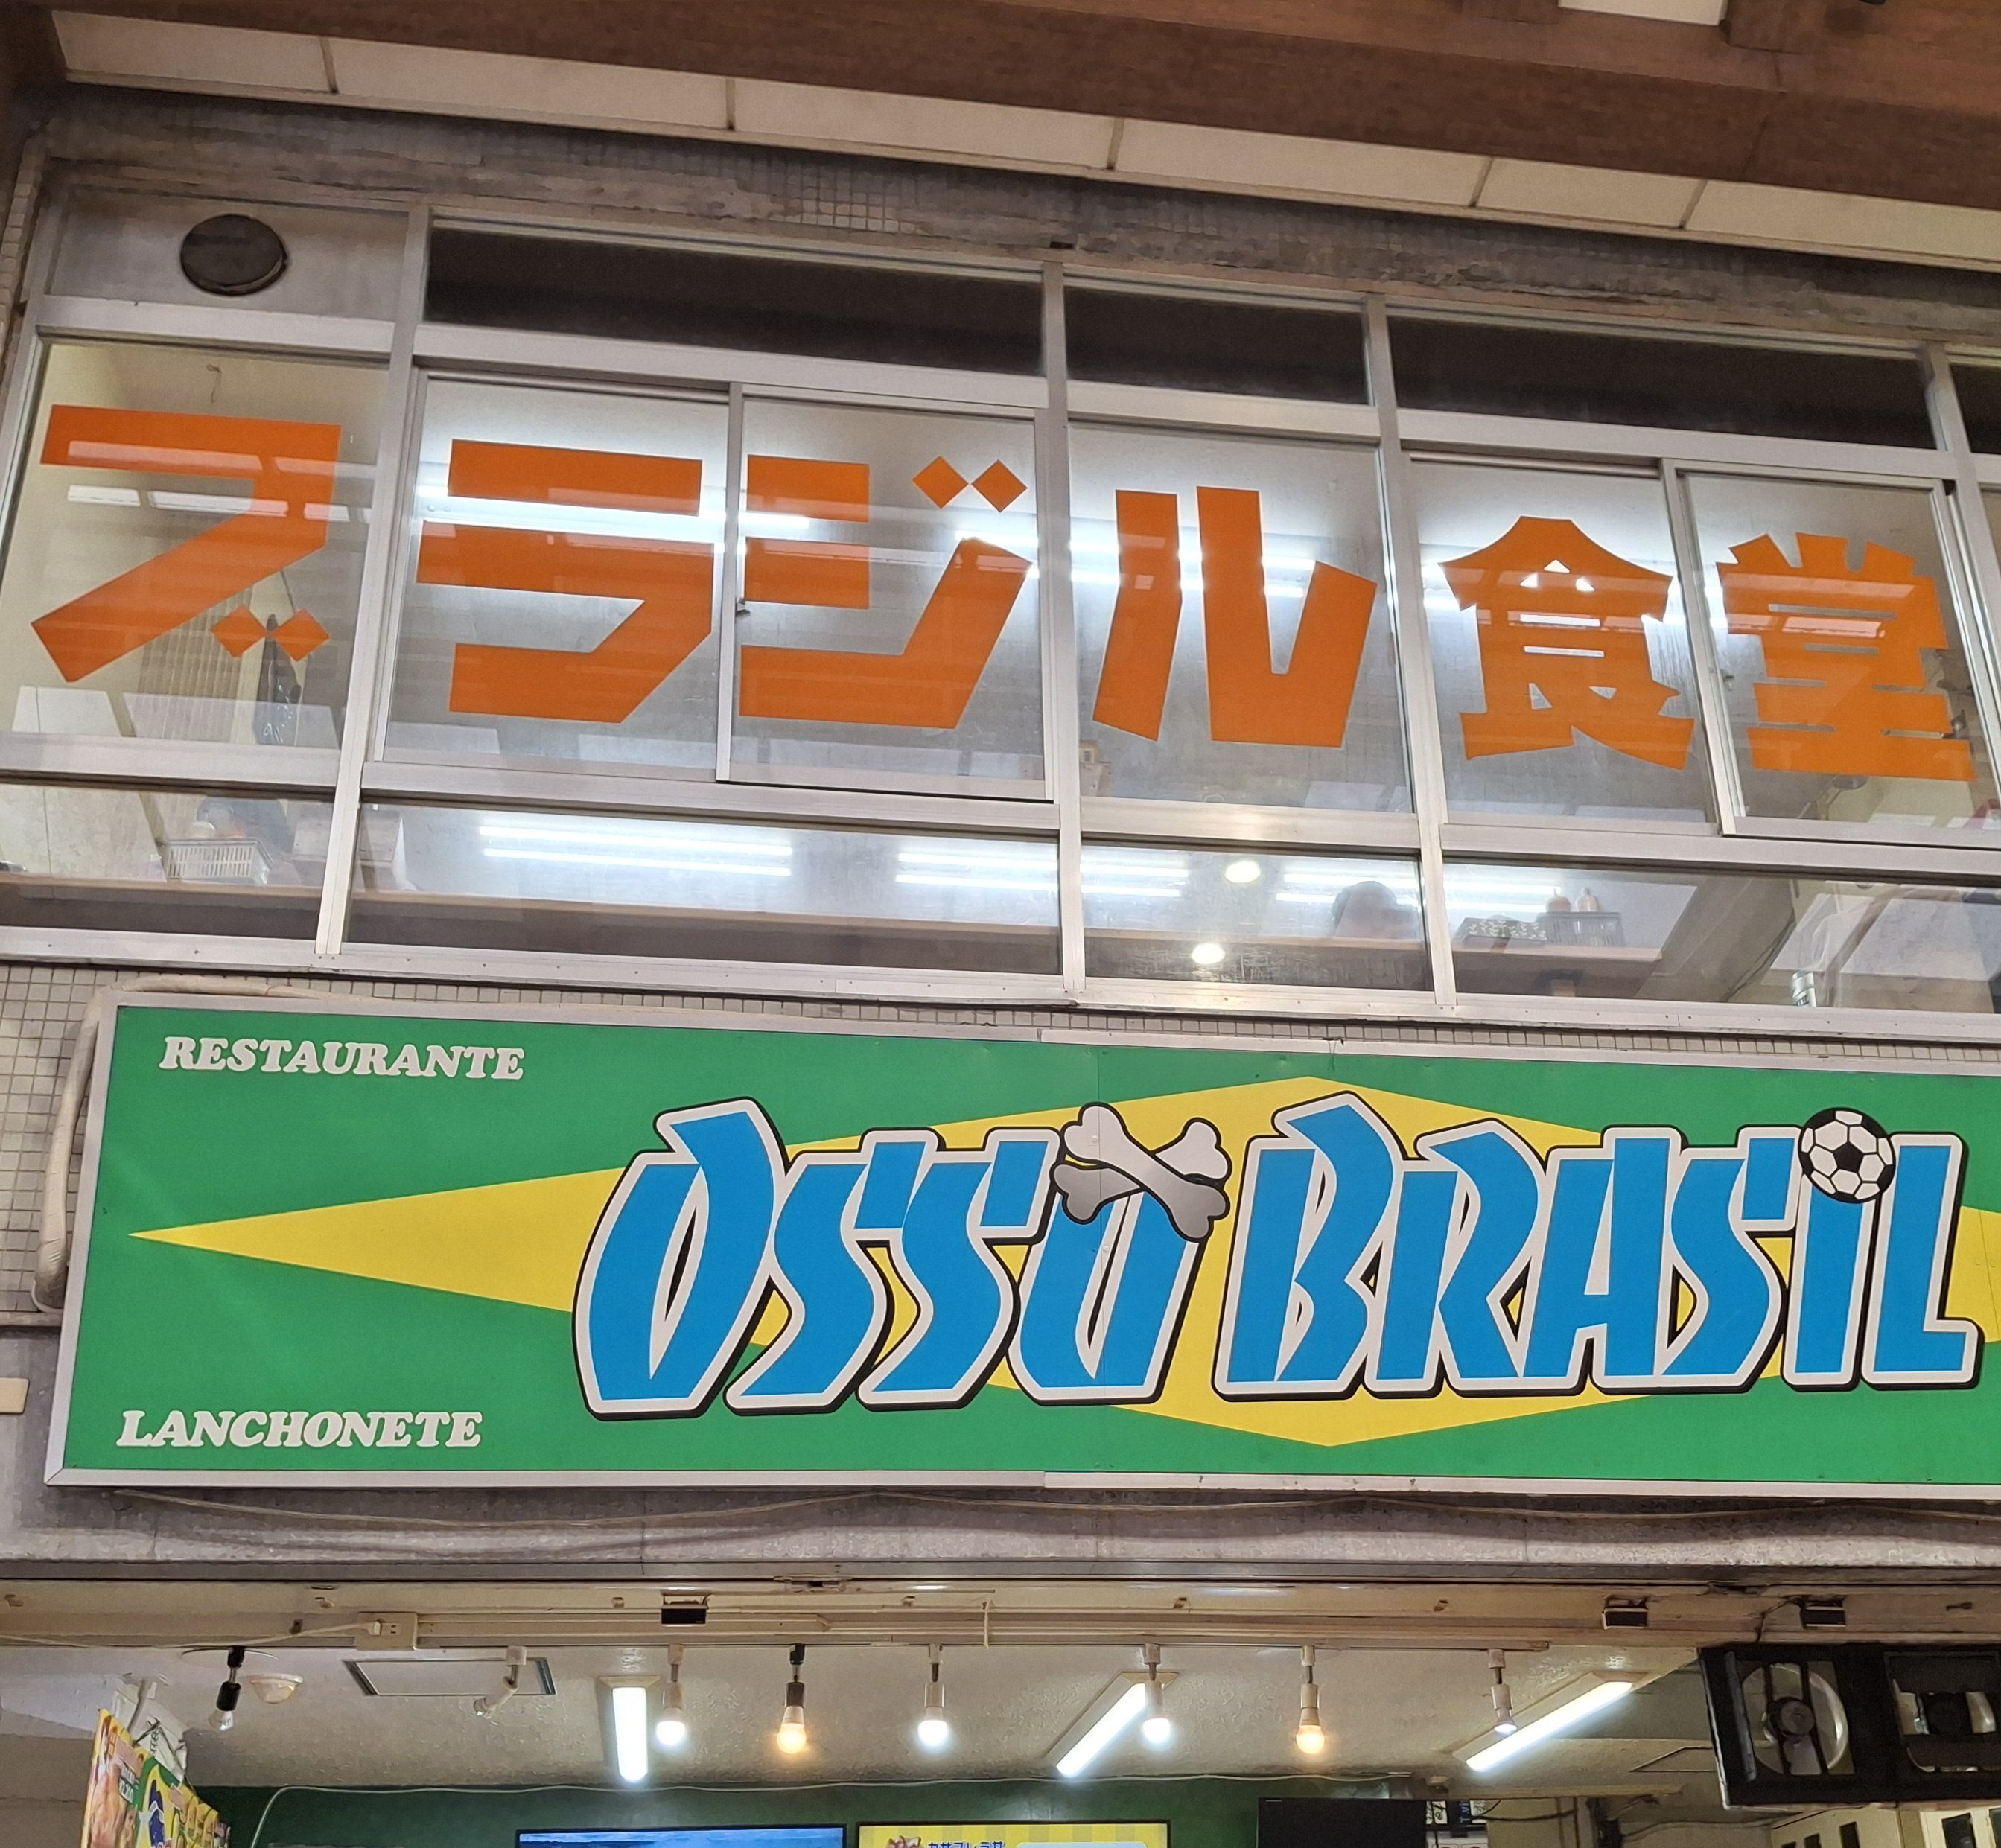 ブラジル食堂
RESTAURANTE
OSSO BRASIL
LANCHONETE